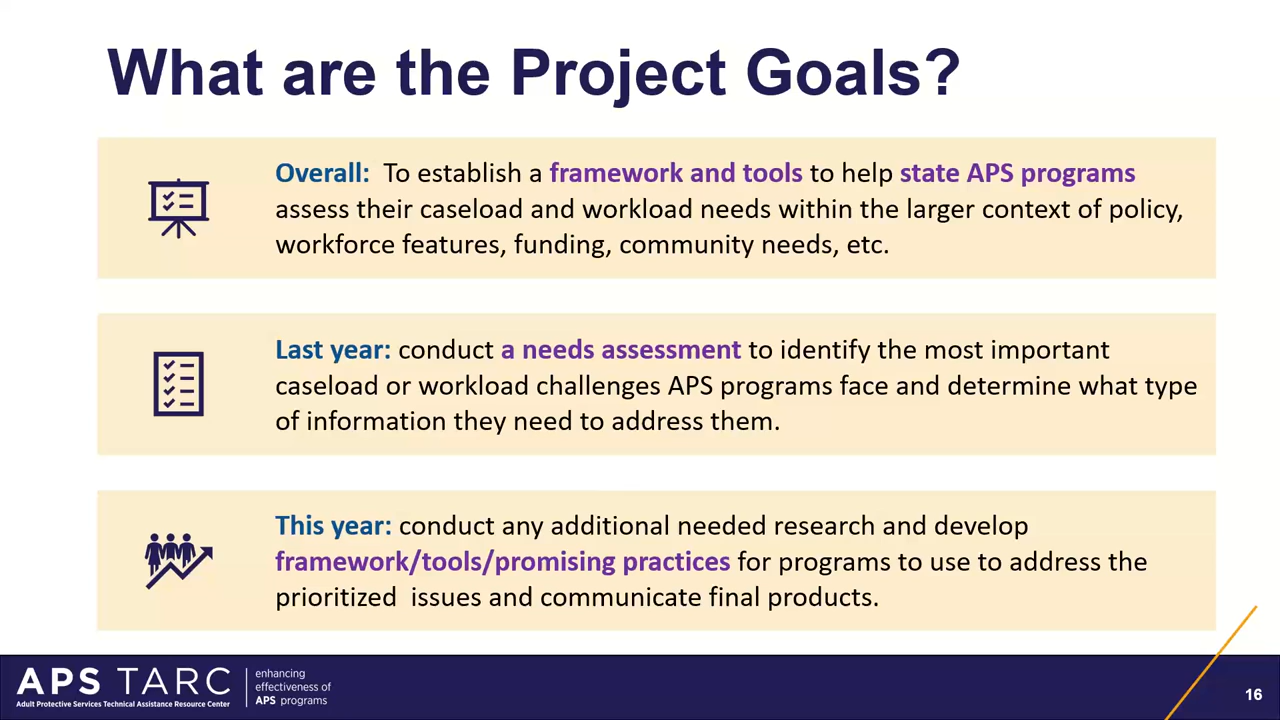 What are the Project Goals?
Overall:  To establish a framework and tools to help state APS programs
assess their caseload and workload needs within the larger context of policy,
workforce features, funding, community needs, etc.
Last year: conduct a needs assessment to identify the most important
caseload or workload challenges APS programs face and determine what type
of information they need to address them.
This year: conduct any additional needed research and develop
framework/tools/promising practices for programs to use to address the
prioritized  issues and communicate final products.
APS TARC
Adult Protective Services Technical Assistance Resource Center
enhancing
effectiveness of
APS programs
16